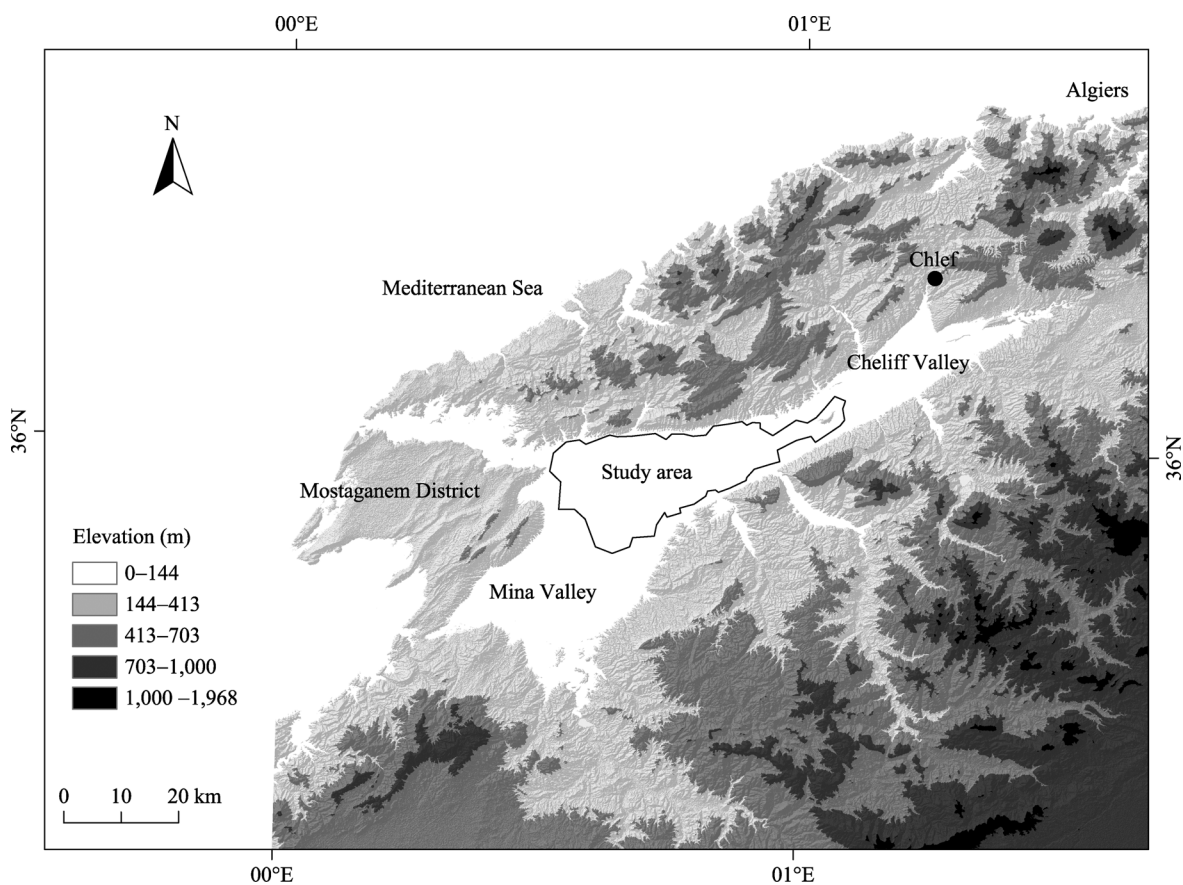 00°E
01°E
Algiers
N
Chlef
Mediterranean Sea
Cheliff Valley
36°N
36°N
Study area
Mostaganem District
Elevation (m)
0–144
144–413
413–703
703–1,000
1,000 –1,968
Mina Valley
0 10 20 km
00°E
01°E